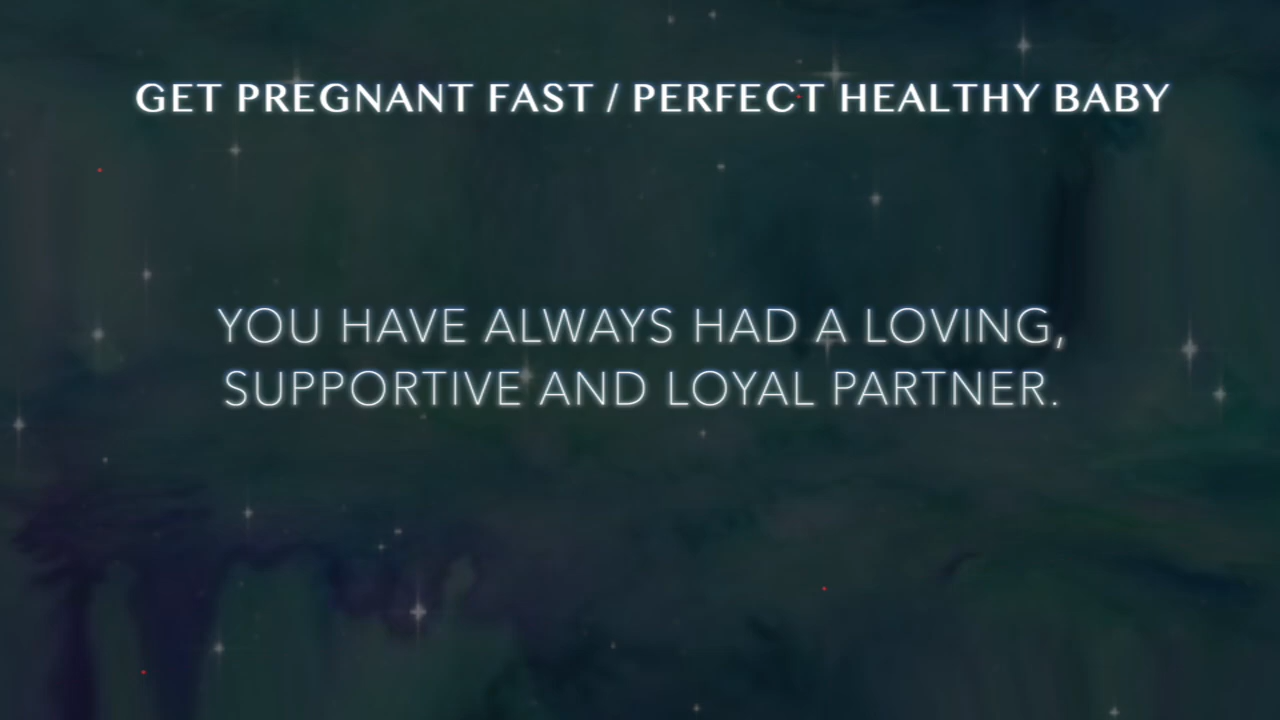 GET PREGNANT FAST / PERFECT HEALTHY BABY
YOU HAVE ALWAYS HAD A LOVING,
SUPPORTIVE AND LOYAL PARTNER.